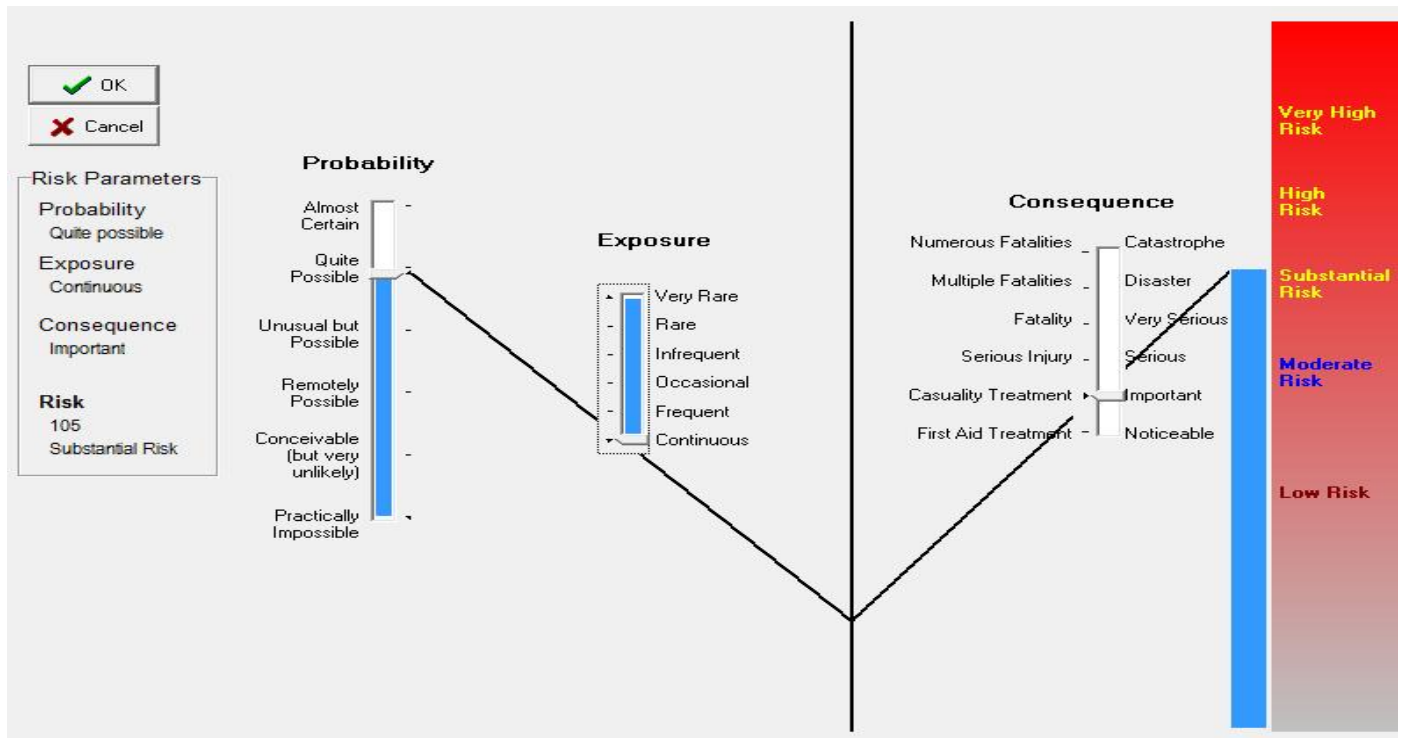 OK
Cancel
Risk Parameters
Probability
Quite possible
Exposure
Continuous
Consequence
Important
Risk
105
Substantial Risk
Probability
Almost
Certain
Quite
Possible
Unusual but
Possible
Remotely
Possible
Conceivable
(but very
unlikely)
Practically
Impossible
Exposure
Very Rare
Rare
Infrequent
Occasional
Frequent
Continuous
Consequence
Numerous Fatalities Catastrophe
Multiple Fatalities Disaster
Fatality Very Serious
Serious Injury Serious
Casuality Treatment Important
First Aid Treatment Noticeable
Very High
Risk
High
Risk
Substantial
Risk
Moderate
Risk
Low Risk